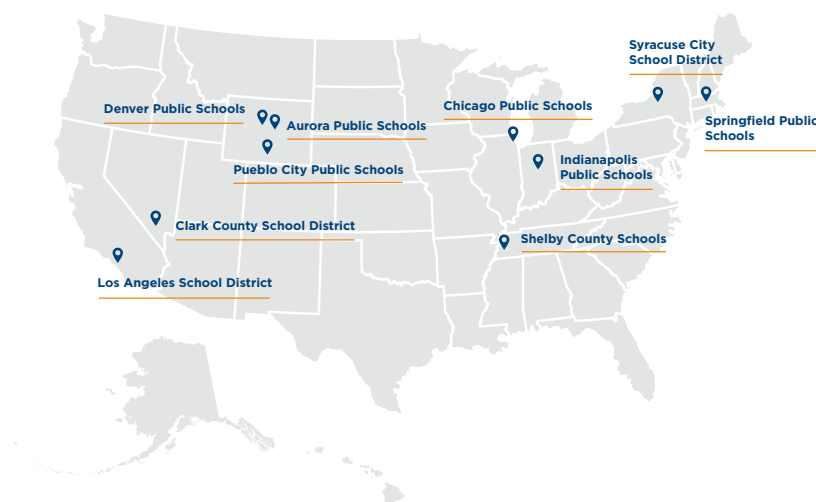 Syracuse City
School District
Denver Public Schools
Chicago Public Schools
Aurora Public Schools
Springfield Public
Schools
Pueblo City Public Schools
Indianapolis
Public Schools
Clark County School District
Shelby County Schools
Los Angeles School District